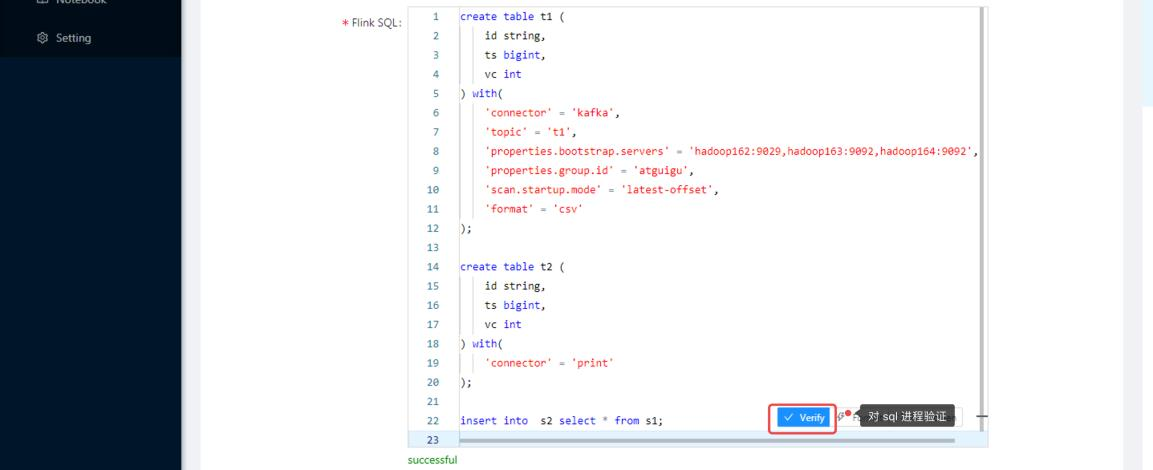 Notebook
Setting
* Flink SQL:
1 create table t1 (
2 id string,
3 ts bigint,
4 vc int
5 ) with(
6 'connector' = 'kafka',
7 'topic' = 't1',
8 'properties.bootstrap.servers' = 'hadoop162:9029,hadoop163:9092,hadoop164:9092',
9 'properties.group.id' = 'atguigu',
10 'scan.startup.mode' = 'latest-offset',
11 'format' = 'csv'
12 );
13
14 create table t2 (
15 id string,
16 ts bigint,
17 vc int
18 ) with(
19 'connector' = 'print'
20 );
21
22 insert into s2 select * from s1;
Verify
对 sql 进程验证
23
successful